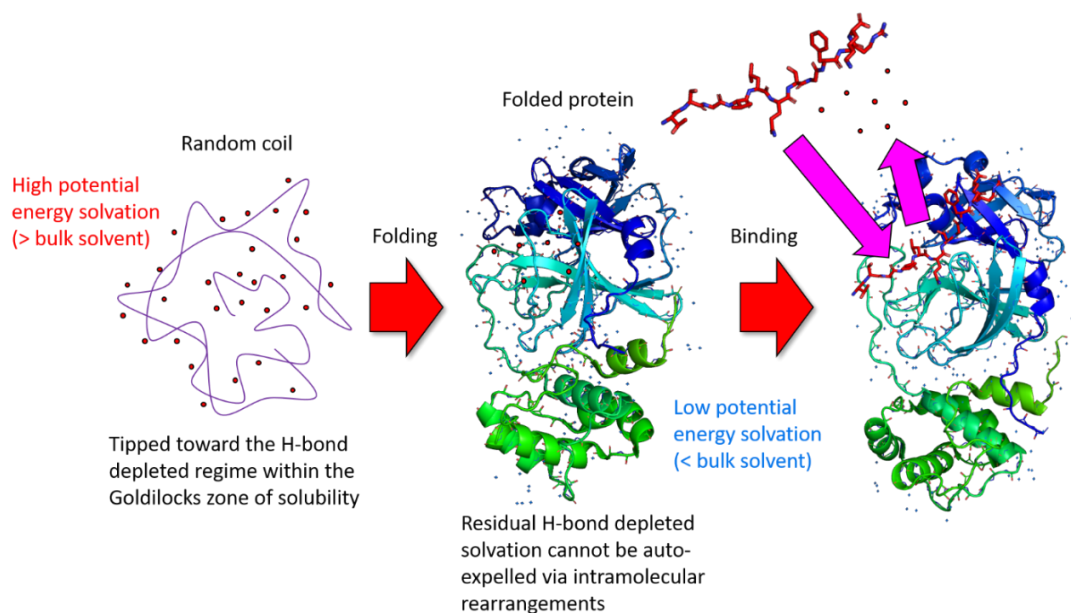 Random coil
High potential
energy solvation
(> bulk solvent)
Tipped toward the H-bond
depleted regime within the
Goldilocks zone of solubility
Folding
Folded protein
Residual H-bond depleted
solvation cannot be auto-
expelled via intramolecular
rearrangements
Binding
Low potential
energy solvation
(< bulk solvent)